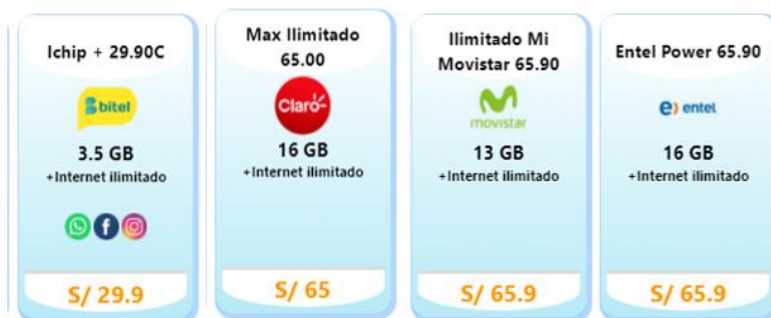 Ichip + 29.90C
bitel
3.5 GB
+Internet ilimitado
S/ 29.9
Max Ilimitado
65.00
Claro
16 GB
+Internet ilimitado
S/ 65
Ilimitado Mi
Movistar 65.90
movistar
13 GB
+Internet ilimitado
S/ 65.9
Entel Power 65.90
entel
16 GB
+Internet ilimitado
S/ 65.9